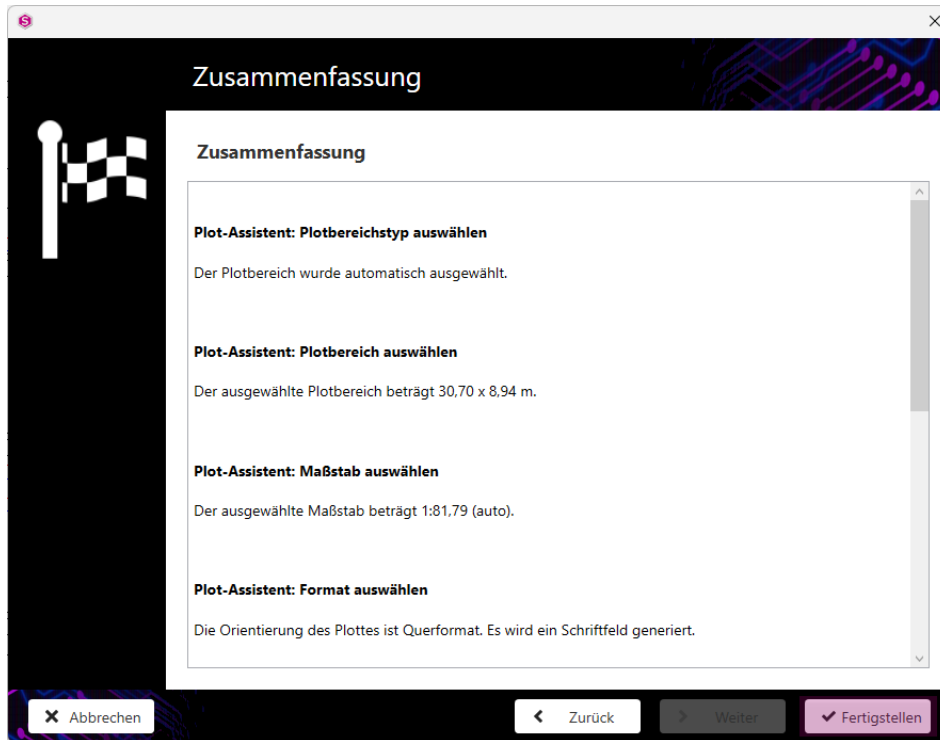 S
Zusammenfassung
Zusammenfassung
Plot-Assistent: Plotbereichstyp auswählen
Der Plotbereich wurde automatisch ausgewählt.
Plot-Assistent: Plotbereich auswählen
Der ausgewählte Plotbereich beträgt 30,70 x 8,94 m.
Plot-Assistent: Maßstab auswählen
Der ausgewählte Maßstab beträgt 1:81,79 (auto).
Plot-Assistent: Format auswählen
Die Orientierung des Plottes ist Querformat. Es wird ein Schriftfeld generiert.
Abbrechen
Zurück
Weiter
Fertigstellen